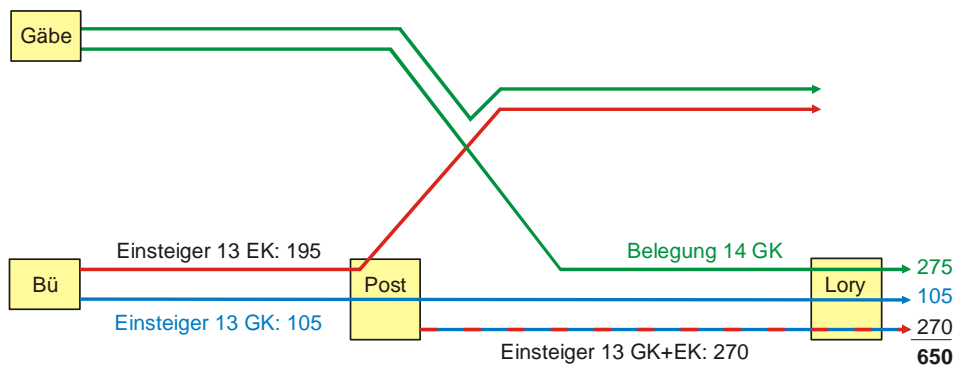 Gäbe
Einsteiger 13 EK: 195
Belegung 14 GK
Bü
Post
Lory
275
105
Einsteiger 13 GK: 105
270
Einsteiger 13 GK+EK: 270
650